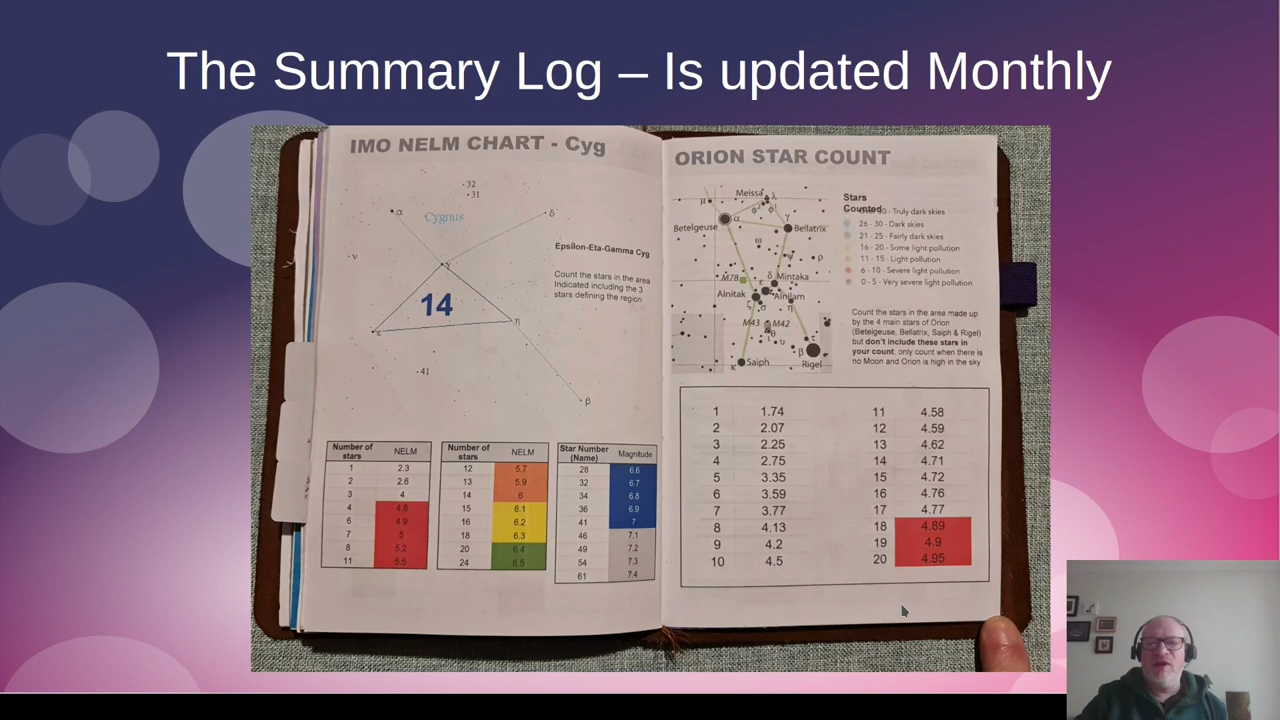 The Summary Log – Is updated Monthly
IMO NELM CHART - Cyg
32
31
α
Cygnus
δ
ν
γ
Epsilon-Eta-Gamma Cyg
Count the stars in the area
Indicated including the 3
stars defining the region
14
ε
η
41
β
Number of stars NELM
1 2.3
2 2.6
3 4
4 4.8
6 4.9
7 5
8 5.2
11 5.5
Number of stars NELM
12 5.7
13 5.9
14 6
15 6.1
16 6.2
18 6.3
20 6.4
24 6.5
Star Number (Name) Magnitude
28 6.6
32 6.7
34 6.8
36 6.9
41 7
46 7.1
49 7.2
54 7.3
61 7.4
ORION STAR COUNT
Meissa λ
μ
Betelgeuse α
γ
Bellatrix
ω
ψ ρ
M78
δ Mintaka
ε
Alnitak Alnilam
ζ σ η
M43 M42
θ
ι υ
β τ
κ Saiph
Rigel
Stars
Counted
30 - Truly dark skies
26 - 30 - Dark skies
21 - 25 - Fairly dark skies
16 - 20 - Some light pollution
11 - 15 - Light pollution
6 - 10 - Severe light pollution
0 - 5 - Very severe light pollution
Count the stars in the area made up
by the 4 main stars of Orion
(Betelgeuse, Bellatrix, Saiph & Rigel)
but don't include these stars in
your count, only count when there is
no Moon and Orion is high in the sky
1 1.74 11 4.58
2 2.07 12 4.59
3 2.25 13 4.62
4 2.75 14 4.71
5 3.35 15 4.72
6 3.59 16 4.76
7 3.77 17 4.77
8 4.13 18 4.89
9 4.2 19 4.9
10 4.5 20 4.95